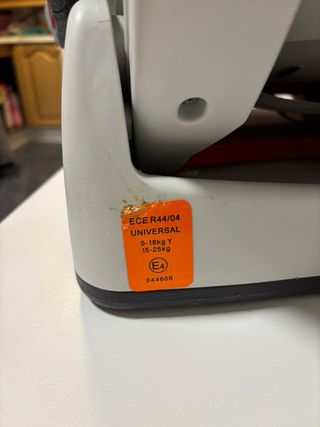 ECE R44/04
UNIVERSAL
0-18kg Y
15-25kg
E4
044606